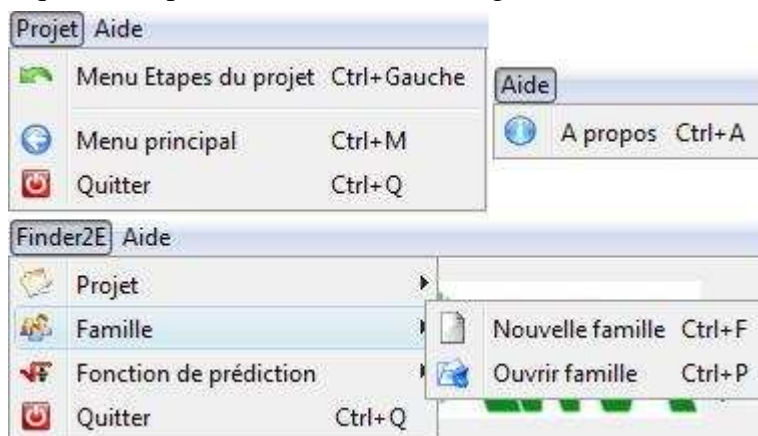 Projet Aide
Menu Etapes du projet Ctrl+Gauche
Menu principal Ctrl+M
Quitter Ctrl+Q
Aide
A propos Ctrl+A
Finder2E Aide
Projet
Famille
Fonction de prédiction
Quitter Ctrl+Q
Nouvelle famille Ctrl+F
Ouvrir famille Ctrl+P